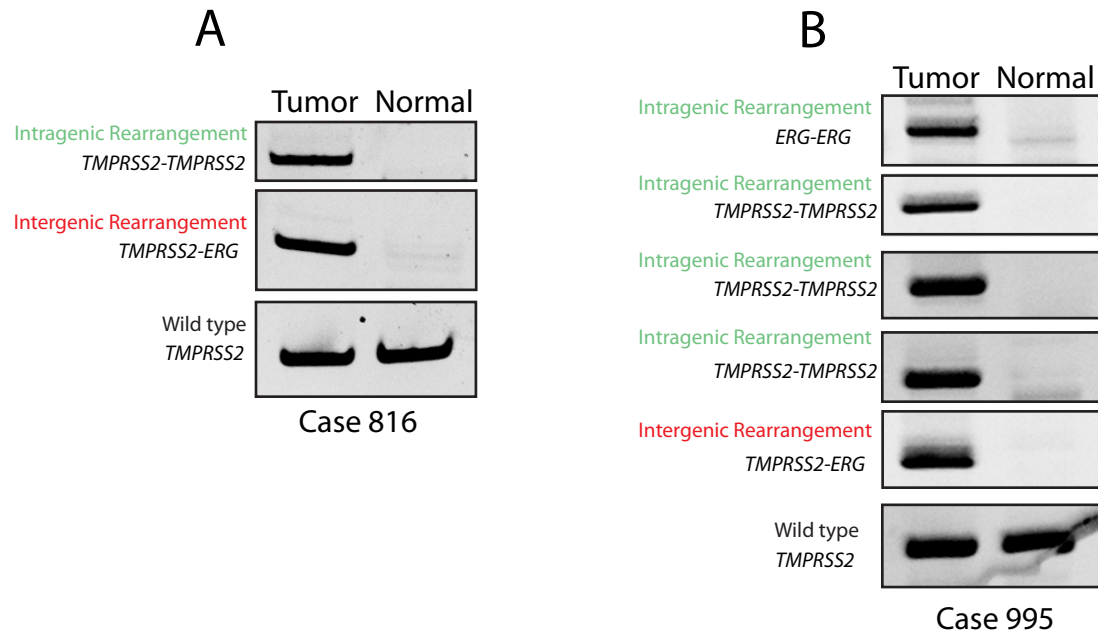 A
Tumor Normal
Intragenic Rearrangement
TMPRSS2-TMPRSS2
Intergenic Rearrangement
TMPRSS2-ERG
Wild type
TMPRSS2
Case 816
B
Tumor Normal
Intragenic Rearrangement
ERG-ERG
Intragenic Rearrangement
TMPRSS2-TMPRSS2
Intragenic Rearrangement
TMPRSS2-TMPRSS2
Intragenic Rearrangement
TMPRSS2-TMPRSS2
Intergenic Rearrangement
TMPRSS2-ERG
Wild type
TMPRSS2
Case 995